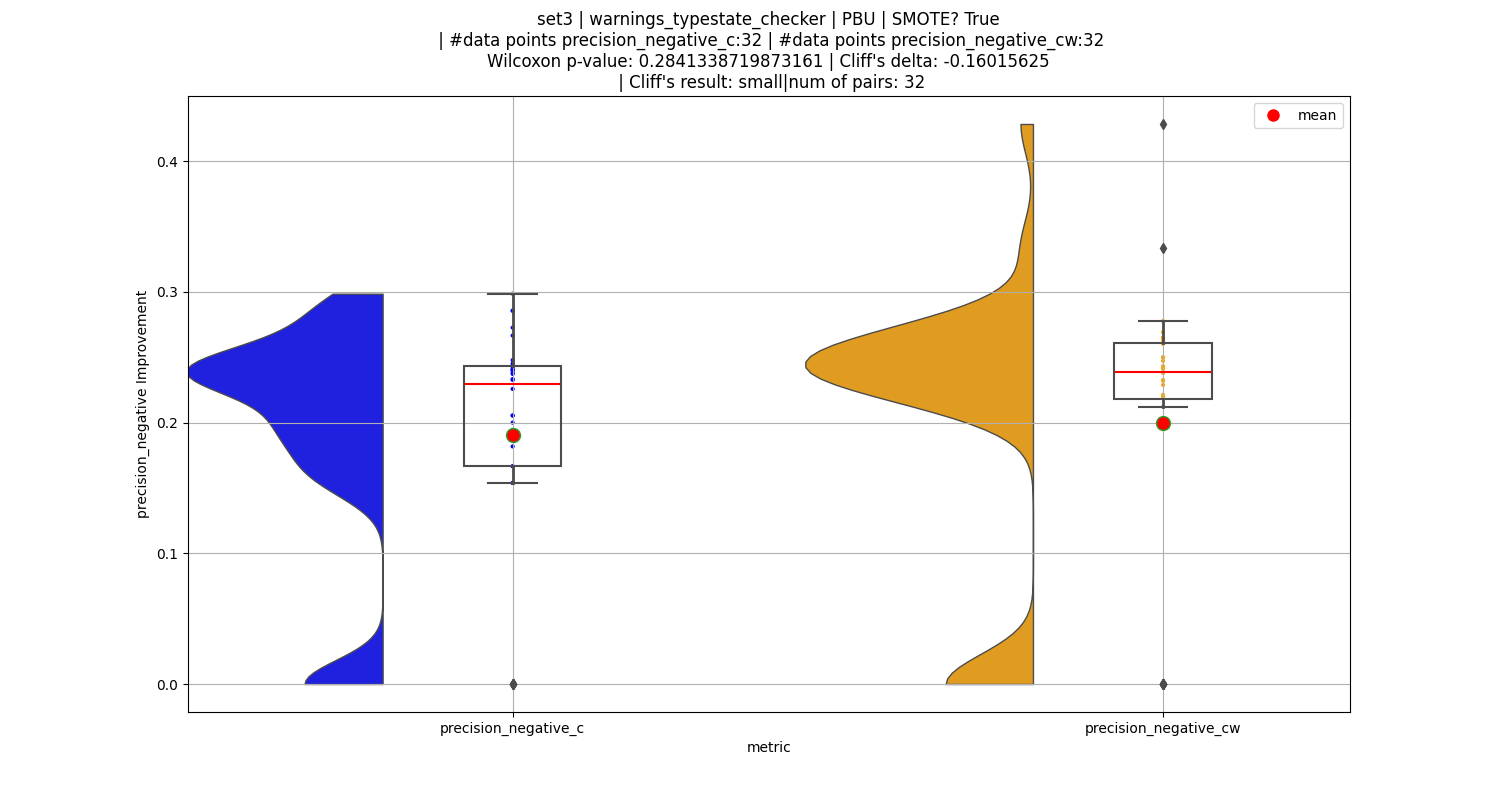 set3 | warnings_typestate_checker | PBU | SMOTE? True
| #data points precision_negative_c:32 | #data points precision_negative_cw:32
Wilcoxon p-value: 0.2841338719873161 | Cliff's delta: -0.16015625
| Cliff's result: small|num of pairs: 32
mean
0.4
0.3
0.2
0.1
0.0
precision_negative Improvement
precision_negative_c
precision_negative_cw
metric